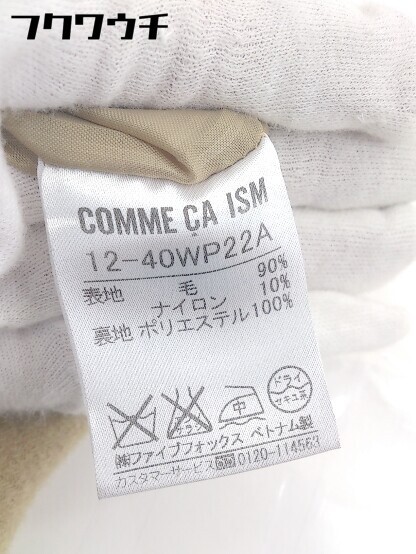 フクワウチ
COMME ÇA ISM
12-40WP22A
表地 毛 90%
ナイロン 10%
裏地 ポリエステル100%
中
ドライ
セキユ系
㈱ファイブフォックス ベトナム製
カスタマーサービス 0120-114563